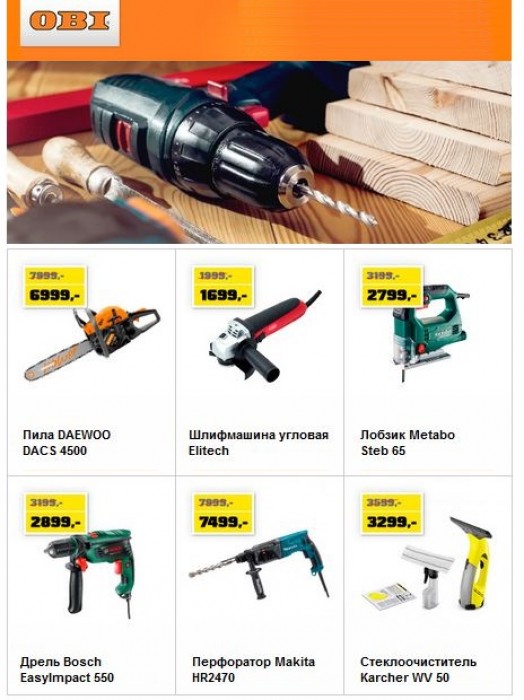 OBI
7999,-
6999,-
Пила DAEWOO
DACS 4500
1999,-
1699,-
Шлифмашина угловая
Elitech
3199,-
2799,-
Лобзик Metabo
Steb 65
3199,-
2899,-
Дрель Bosch
EasyImpact 550
7999,-
7499,-
Перфоратор Makita
HR2470
3599,-
3299,-
Стеклоочиститель
Karcher WV 50